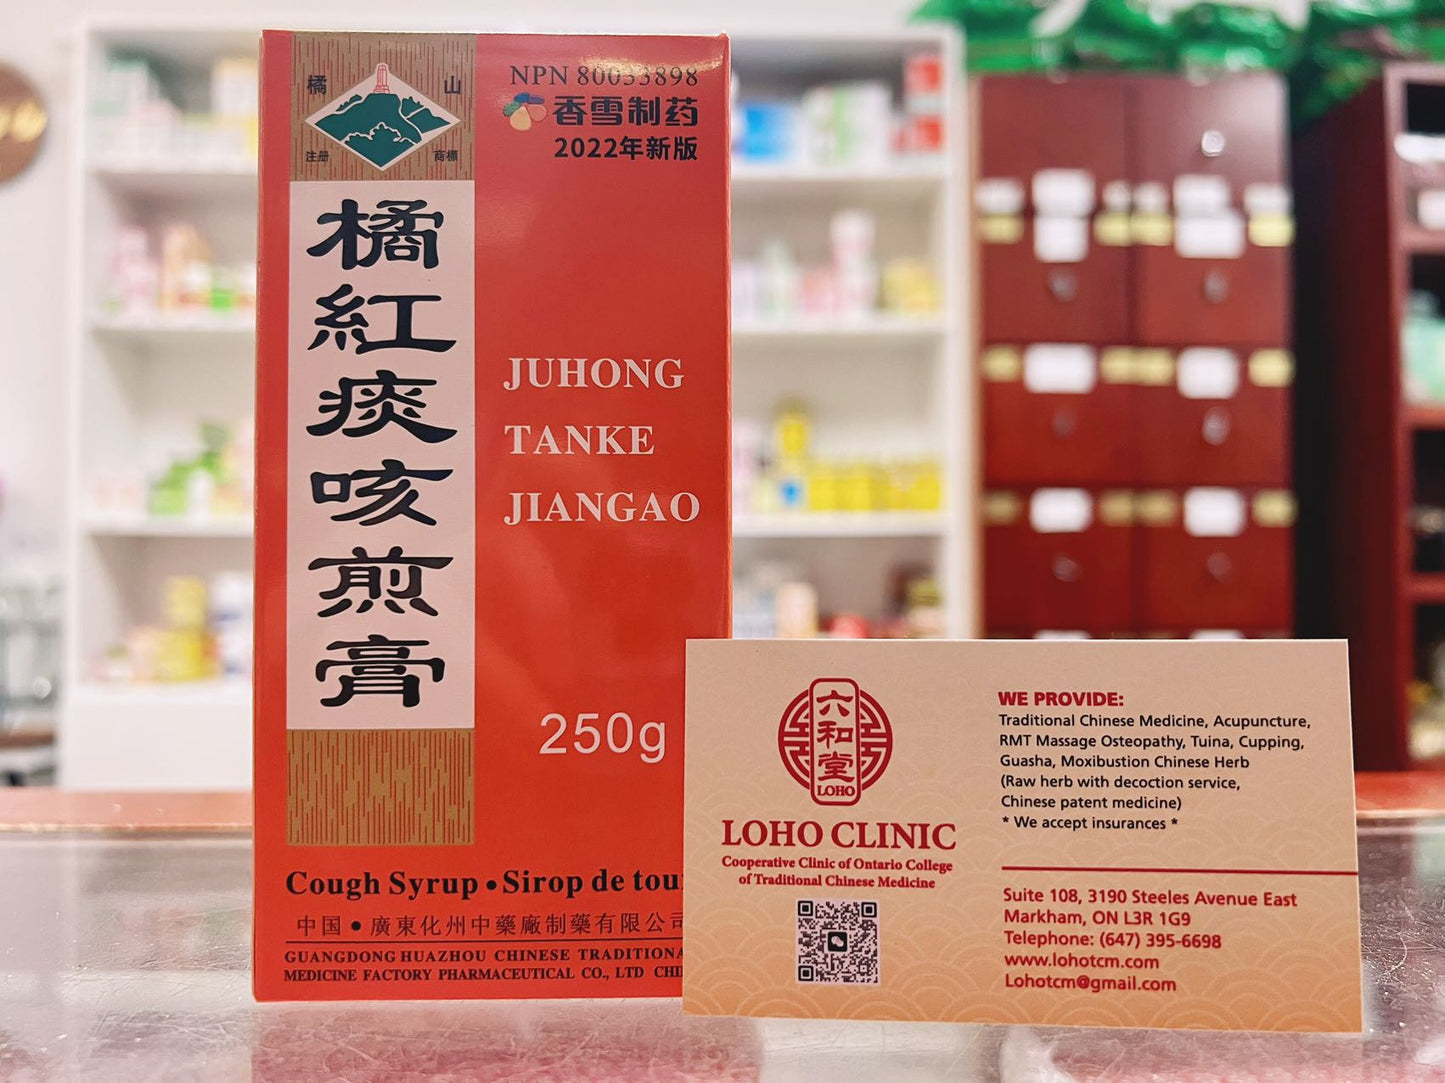 橘 山
注册 商標
NPN 80033898
香雪制药
2022年新版
橘紅痰咳煎膏
JUHONG
TANKE
JIANGAO
250g
Cough Syrup • Sirop de tou
中国 • 廣東化州中藥廠制藥有限公司
GUANGDONG HUAZHOU CHINESE TRADITIONA
MEDICINE FACTORY PHARMACEUTICAL CO., LTD CHI
六和堂
LOHO
LOHO CLINIC
Cooperative Clinic of Ontario College
of Traditional Chinese Medicine
WE PROVIDE:
Traditional Chinese Medicine, Acupuncture,
RMT Massage Osteopathy, Tuina, Cupping,
Guasha, Moxibustion Chinese Herb
(Raw herb with decoction service,
Chinese patent medicine)
* We accept insurances *
Suite 108, 3190 Steeles Avenue East
Markham, ON L3R 1G9
Telephone: (647) 395-6698
www.lohotcm.com
Lohotcm@gmail.com